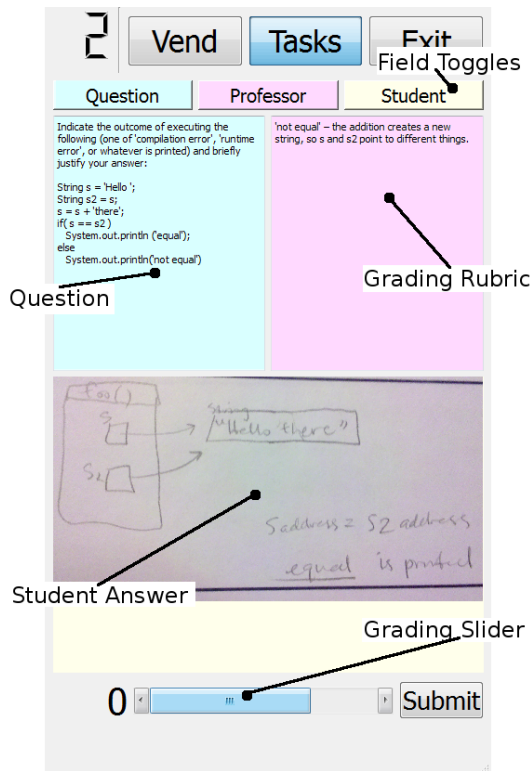 2 Vend Tasks Exit
Field Toggles
Question Professor Student
Indicate the outcome of executing the
following (one of 'compilation error', 'runtime
error', or whatever is printed) and briefly
justify your answer:
String s = 'Hello ';
String s2 = s;
s = s + 'there';
if( s == s2 )
System.out.println ('equal');
else
System.out.println('not equal')
'not equal' – the addition creates a new
string, so s and s2 point to different things.
Grading Rubric
Question
foo()
s
S2
String
"Hello there"
S address = S2 address
equal is printed
Student Answer
Grading Slider
0 Submit